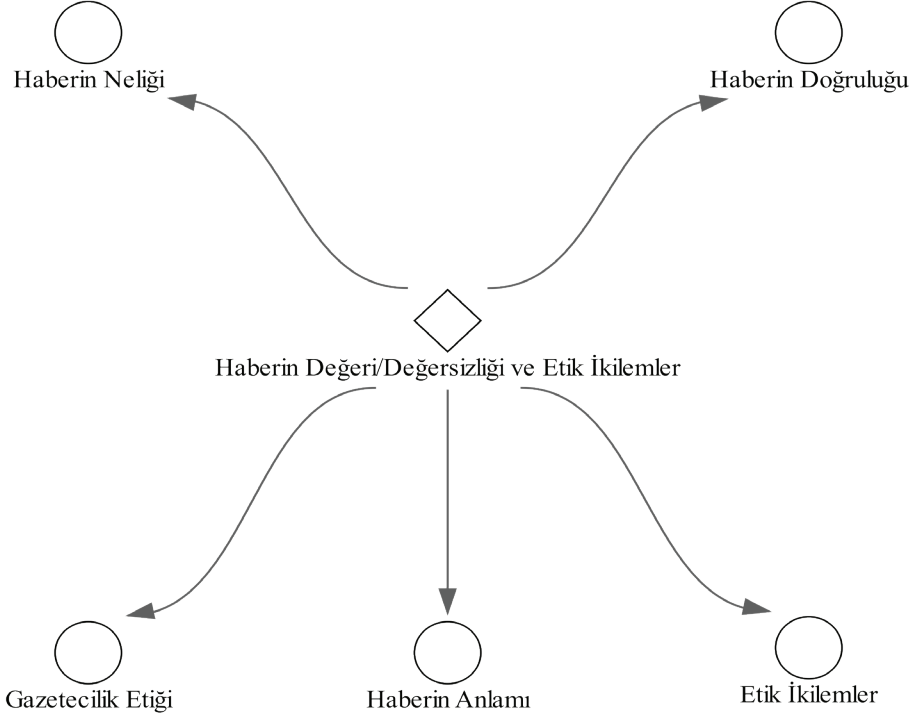 Haberin Neliği
Haberin Doğruluğu
Haberin Değeri/Değersizliği ve Etik İkilemler
Gazetecilik Etiği
Haberin Anlamı
Etik İkilemler